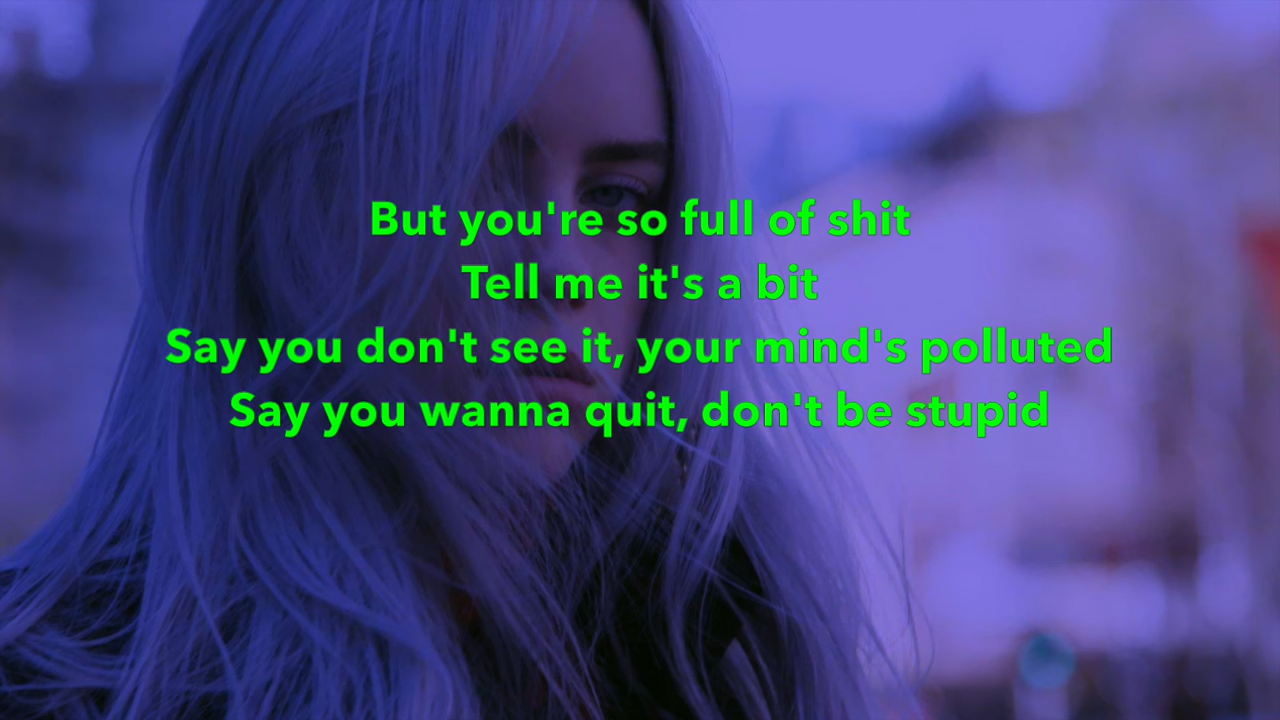 But you're so full of shit
Tell me it's a bit
Say you don't see it, your mind's polluted
Say you wanna quit, don't be stupid